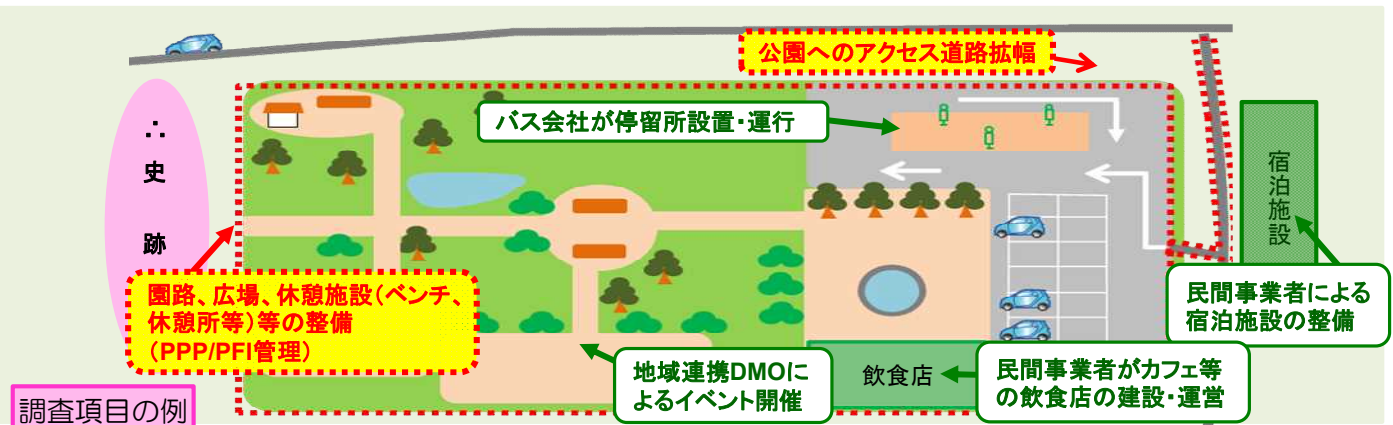 公園へのアクセス道路拡幅
∴史跡
バス会社が停留所設置・運行
宿泊施設
園路、広場、休憩施設(ベンチ、
休憩所等)等の整備
(PPP/PFI管理)
民間事業者による
宿泊施設の整備
地域連携DMOに
よるイベント開催
飲食店
民間事業者がカフェ等
の飲食店の建設・運営
調査項目の例